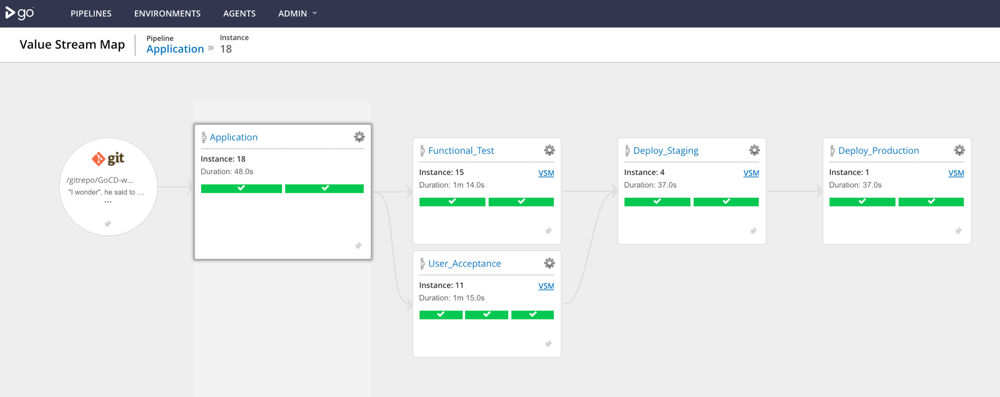 go
PIPELINES
ENVIRONMENTS
AGENTS
ADMIN
Value Stream Map
Pipeline
Application »
Instance
18
git
/gitrepo/GoCD-w...
"I wonder", he said to ...
...
Application
Instance: 18
Duration: 48.0s
Functional_Test
Instance: 15
VSM
Duration: 1m 14.0s
User_Acceptance
Instance: 11
VSM
Duration: 1m 15.0s
Deploy_Staging
Instance: 4
VSM
Duration: 37.0s
Deploy_Production
Instance: 1
VSM
Duration: 37.0s